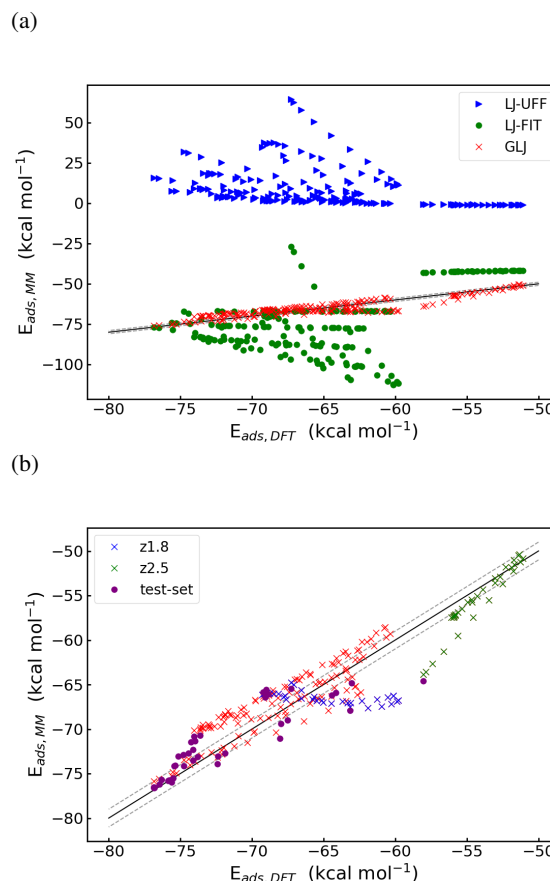 (a)
E_ads,MM (kcal mol⁻¹)
50
25
0
−25
−50
−75
−100
LJ-UFF
LJ-FIT
GLJ
−80 −75 −70 −65 −60 −55 −50
E_ads,DFT (kcal mol⁻¹)
(b)
E_ads,MM (kcal mol⁻¹)
−50
−55
−60
−65
−70
−75
−80
z1.8
z2.5
test-set
−80 −75 −70 −65 −60 −55 −50
E_ads,DFT (kcal mol⁻¹)